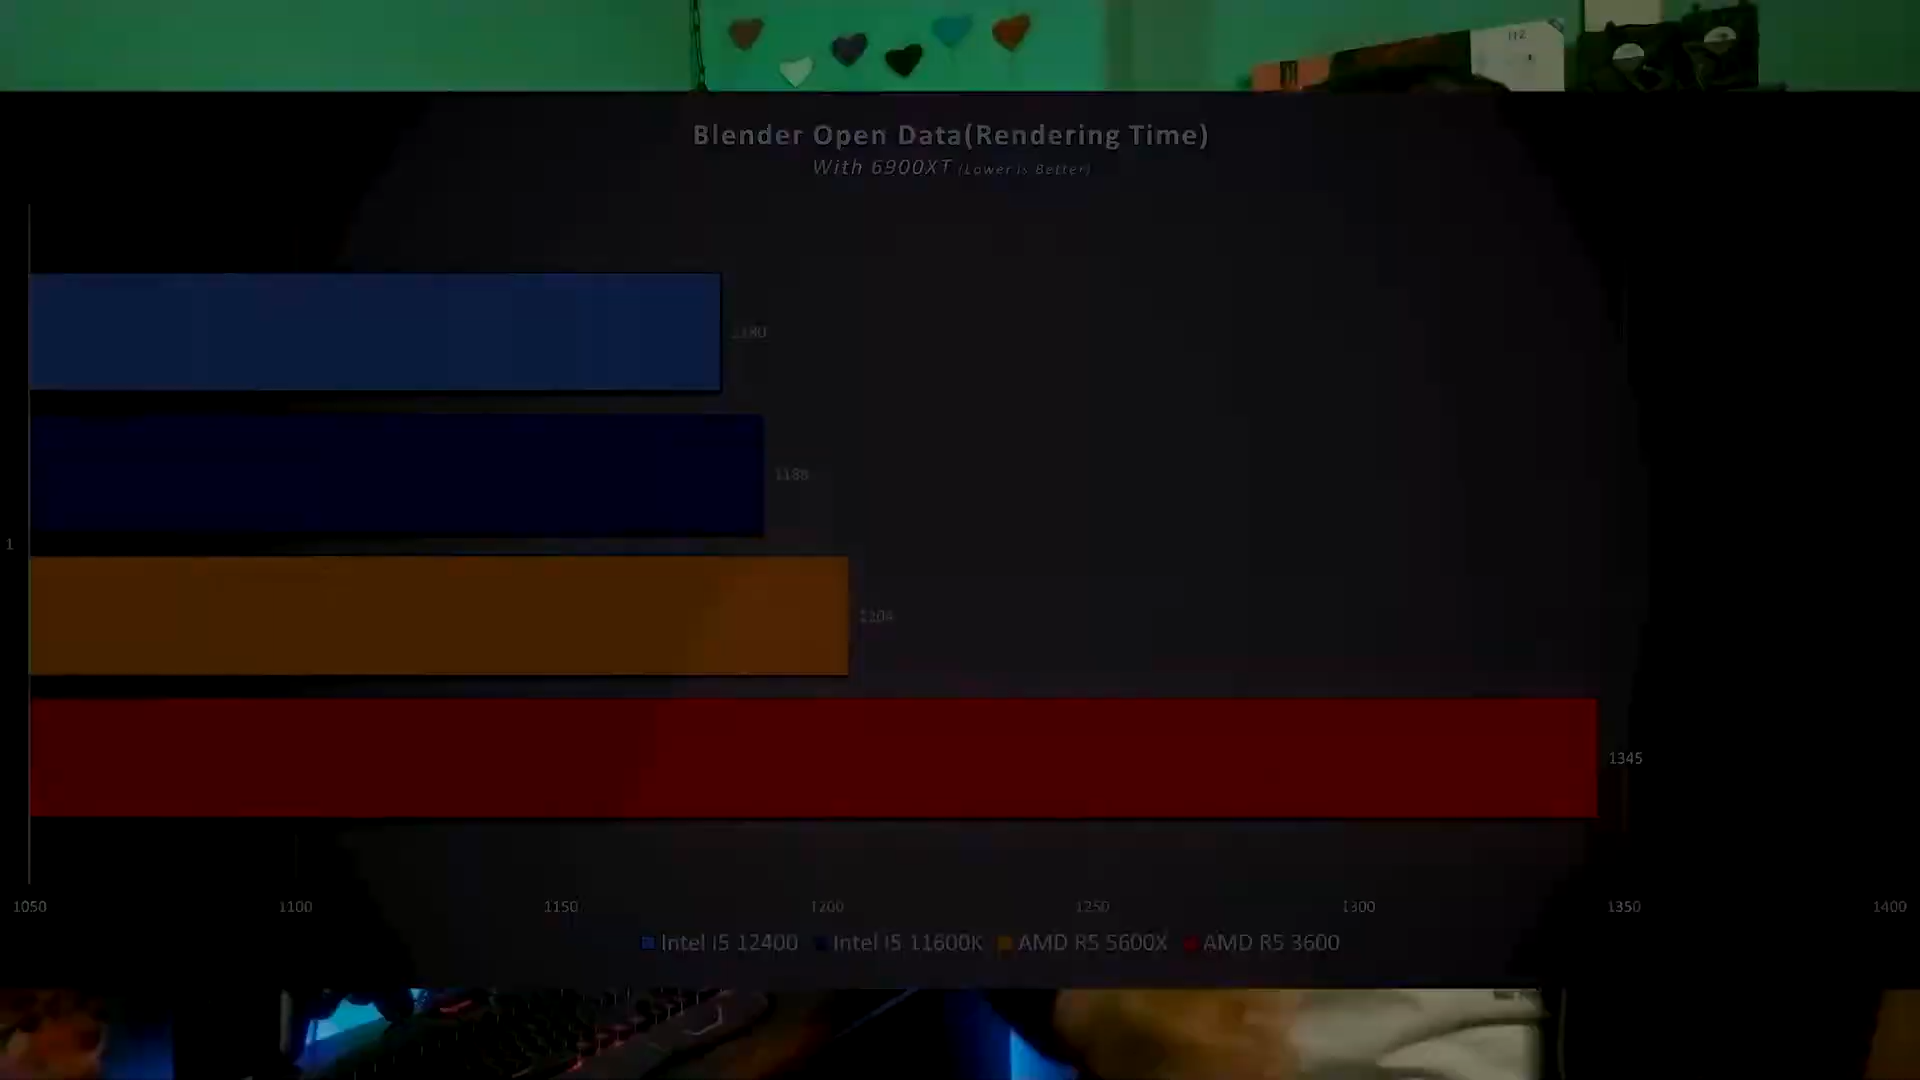 Blender Open Data(Rendering Time)
With 6900XT (Lower is Better)
1180
1188
1204
1
1345
1050 1100 1150 1200 1250 1300 1350 1400
Intel I5 12400 Intel I5 11600K AMD R5 5600X AMD R5 3600